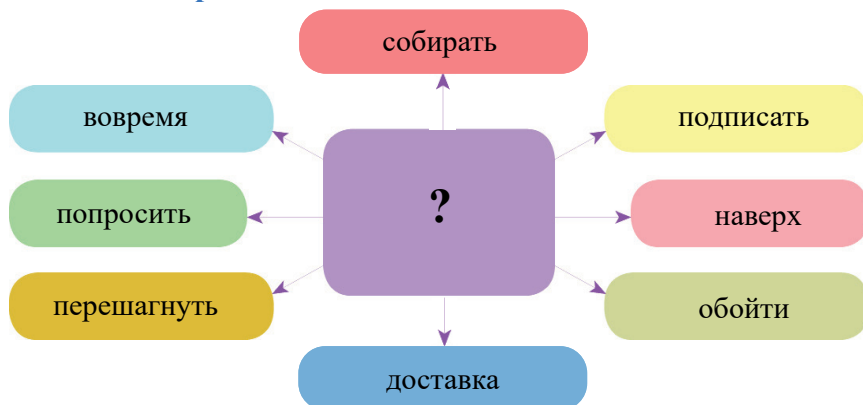 собирать
вовремя
подписать
попросить
?
наверх
перешагнуть
обойти
доставка